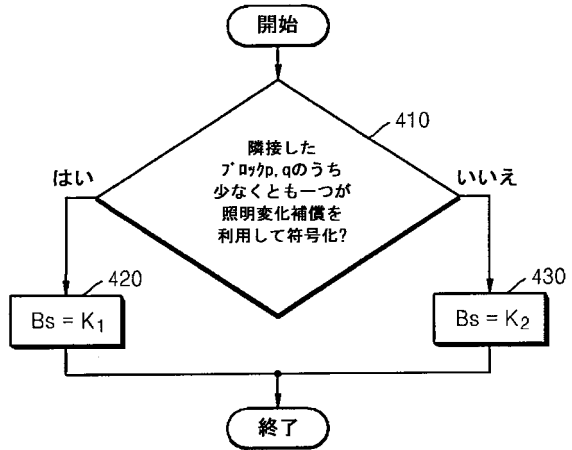 開始
410
隣接した
ブロックp, qのうち
少なくとも一つが
照明変化補償を
利用して符号化?
はい
いいえ
420
430
Bs = K1
Bs = K2
終了